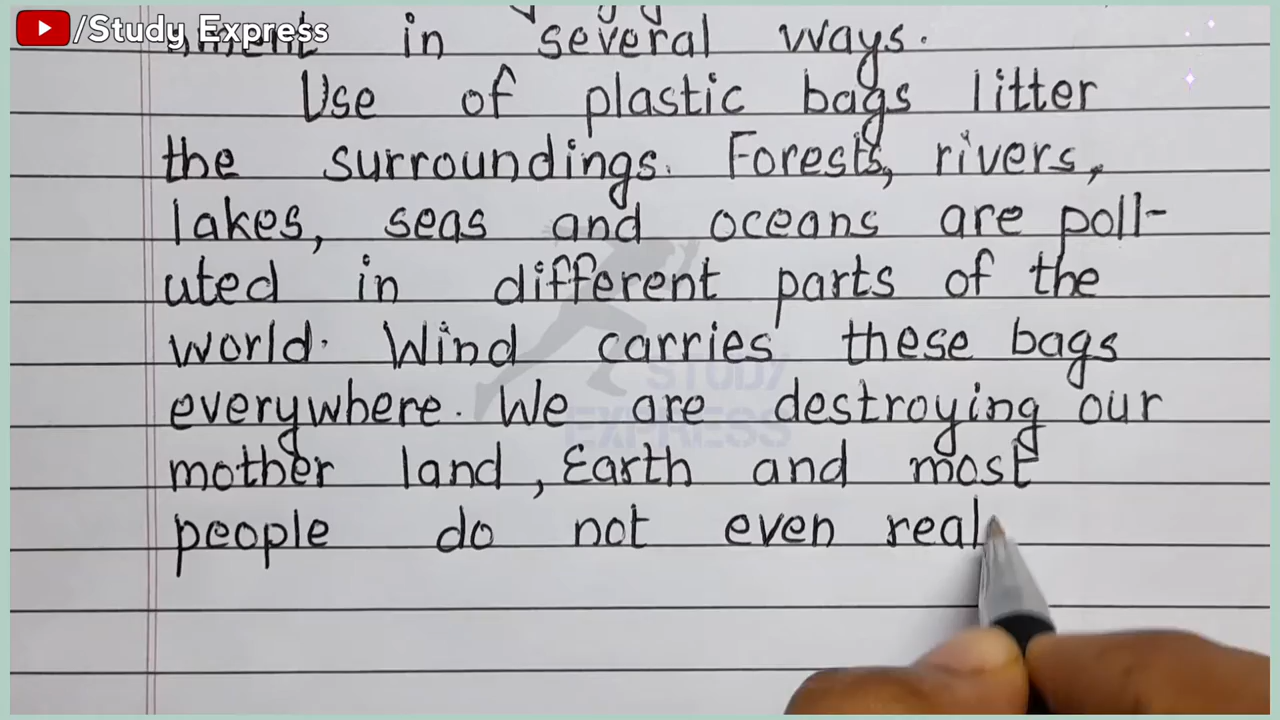 /Study Express
in several ways.
Use of plastic bags litter
the surroundings. Forests, rivers,
lakes, seas and oceans are poll-
uted in different parts of the
world. Wind carries these bags
everywhere. We are destroying our
mother land, Earth and most
people do not even real
STUDY
EXPRESS